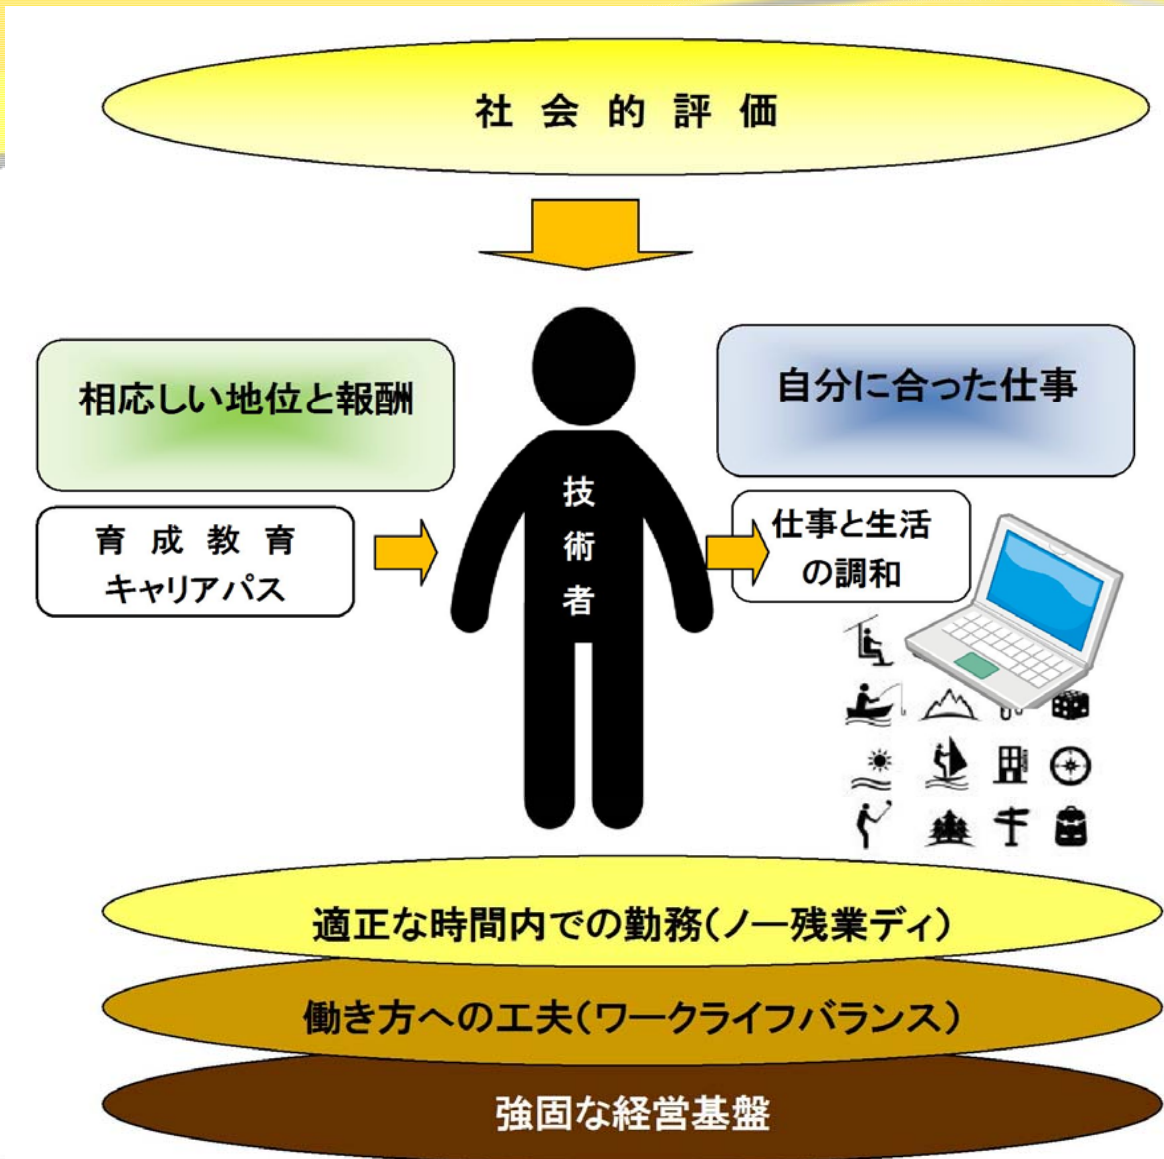 社会的評価
相応しい地位と報酬
自分に合った仕事
育成教育
キャリアパス
技術者
仕事と生活
の調和
適正な時間内での勤務(ノー残業ディ)
働き方への工夫(ワークライフバランス)
強固な経営基盤